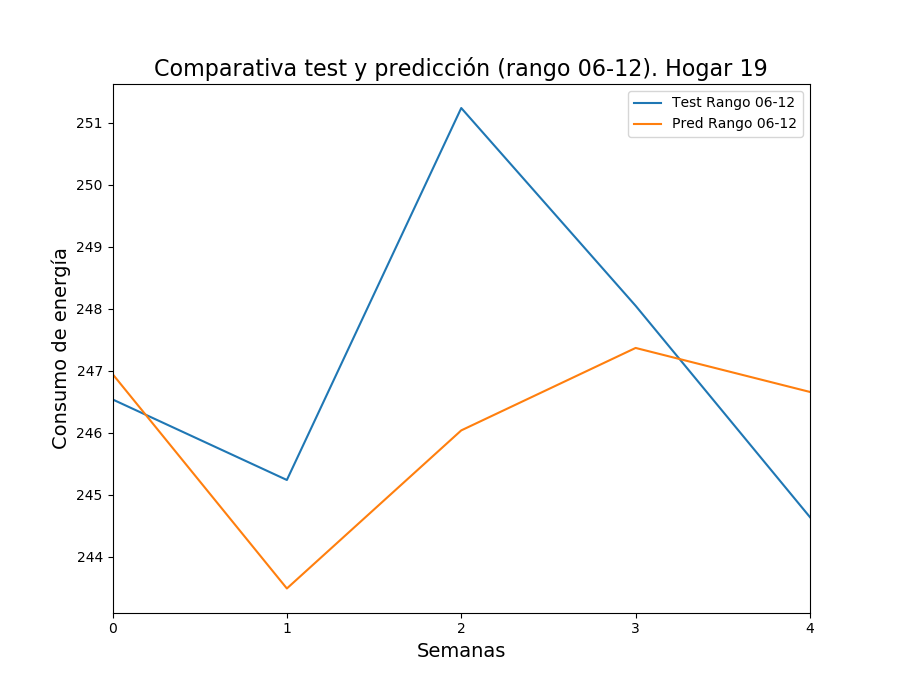 Comparativa test y predicción (rango 06-12). Hogar 19
Test Rango 06-12
Pred Rango 06-12
Consumo de energía
251
250
249
248
247
246
245
244
0 1 2 3 4
Semanas